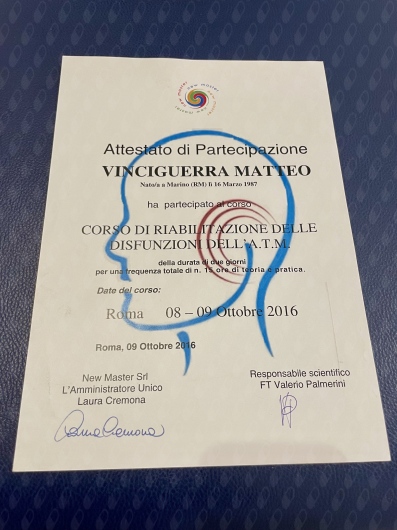 Attestato di Partecipazione
VINCIGUERRA MATTEO
Nato/a a Marino (RM) li 16 Marzo 1987
ha partecipato al corso
CORSO DI RIABILITAZIONE DELLE
DISFUNZIONI DELL'A.T.M.
della durata di due giorni
per una frequenza totale di n. 15 ore di teoria e pratica.
Date del corso:
Roma 08 – 09 Ottobre 2016
Roma, 09 Ottobre 2016
New Master Srl
L'Amministratore Unico
Laura Cremona
Responsabile scientifico
FT Valerio Palmerini